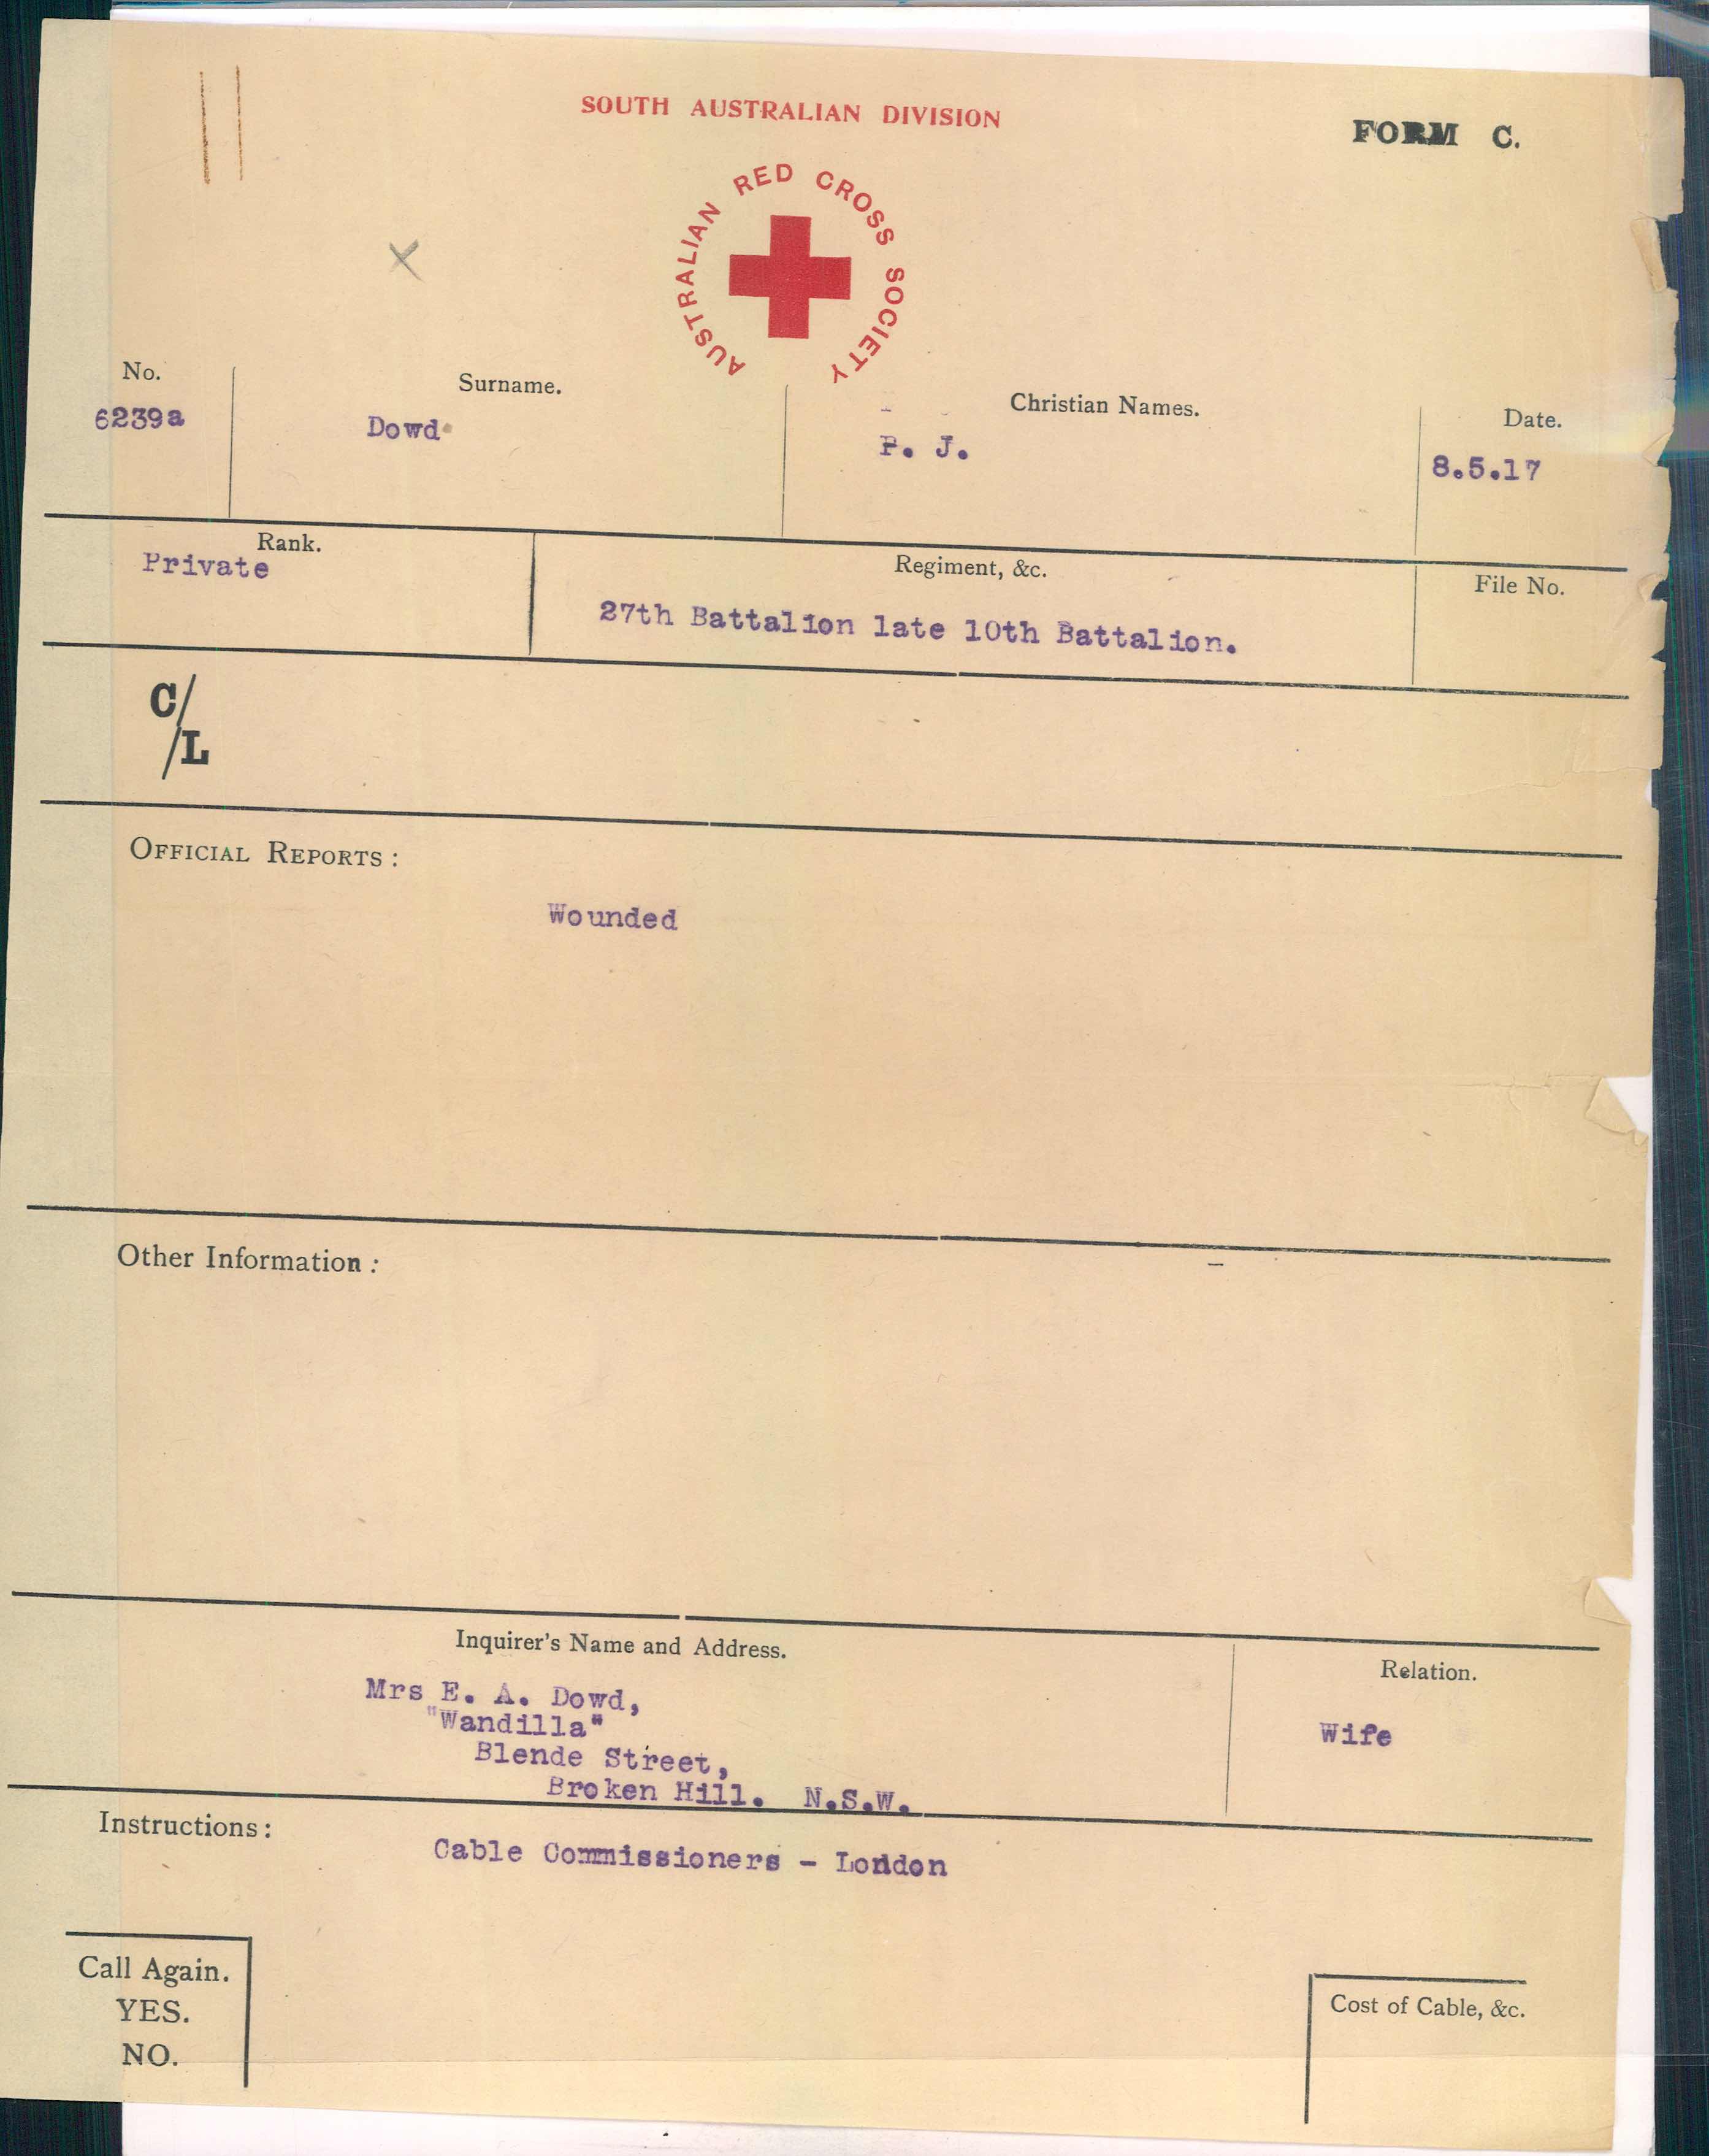 SOUTH AUSTRALIAN DIVISION
FORM C.
AUSTRALIAN RED CROSS SOCIETY
No.
Surname.
Christian Names.
Date.
6239a
Dowd
P. J.
8.5.17
Rank.
Regiment, &c.
File No.
Private
27th Battalion late 10th Battalion.
C/
/L
OFFICIAL REPORTS :
Wounded
Other Information :
Inquirer's Name and Address.
Relation.
Mrs E. A. Dowd,
"Wandilla"
Wife
Blende Street,
Broken Hill. N.S.W.
Instructions :
Cable Commissioners - London
Call Again.
YES.
NO.
Cost of Cable, &c.